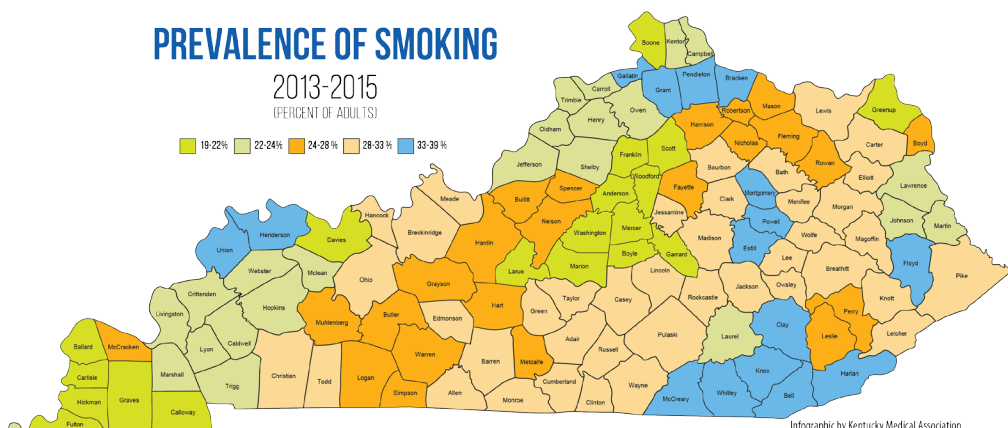 PREVALENCE OF SMOKING
2013-2015
(PERCENT OF ADULTS)
19-22% 22-24% 24-28 % 28-33 % 33-39 %
Boone Kenton Campbell
Gallatin Grant Pendleton Bracken
Carroll Trimble Owen Robertson Mason Lewis Greenup
Henry Harrison Fleming Boyd
Oldham Scott Nicholas Carter
Jefferson Shelby Franklin Bourbon Rowan
Bath Elliott
Spencer Woodford Fayette Montgomery Lawrence
Bullitt Anderson Clark Menifee Morgan
Meade Nelson Jessamine
Hancock Mercer Powell Johnson Martin
Breckinridge Washington Madison Wolfe Magoffin
Union Henderson Davies Hardin Boyle Garrard Estill Lee Floyd
Webster Mclean Larue Marion Lincoln Breathitt Pike
Ohio Grayson Jackson Owsley
Crittenden Rockcastle Knott
Livingston Hopkins Hart Green Taylor Casey Perry
Muhlenberg Butler Edmonson Clay Leslie Letcher
Ballard McCracken Lyon Caldwell Adair Pulaski Laurel
Warren Barren Metcalfe Russell
Carlisle Marshall Trigg Christian Todd Logan Cumberland Wayne Knox Harlan
Hickman Graves Simpson Allen Monroe Clinton McCreary Whitley Bell
Calloway
Fulton
Infographic by Kentucky Medical Association